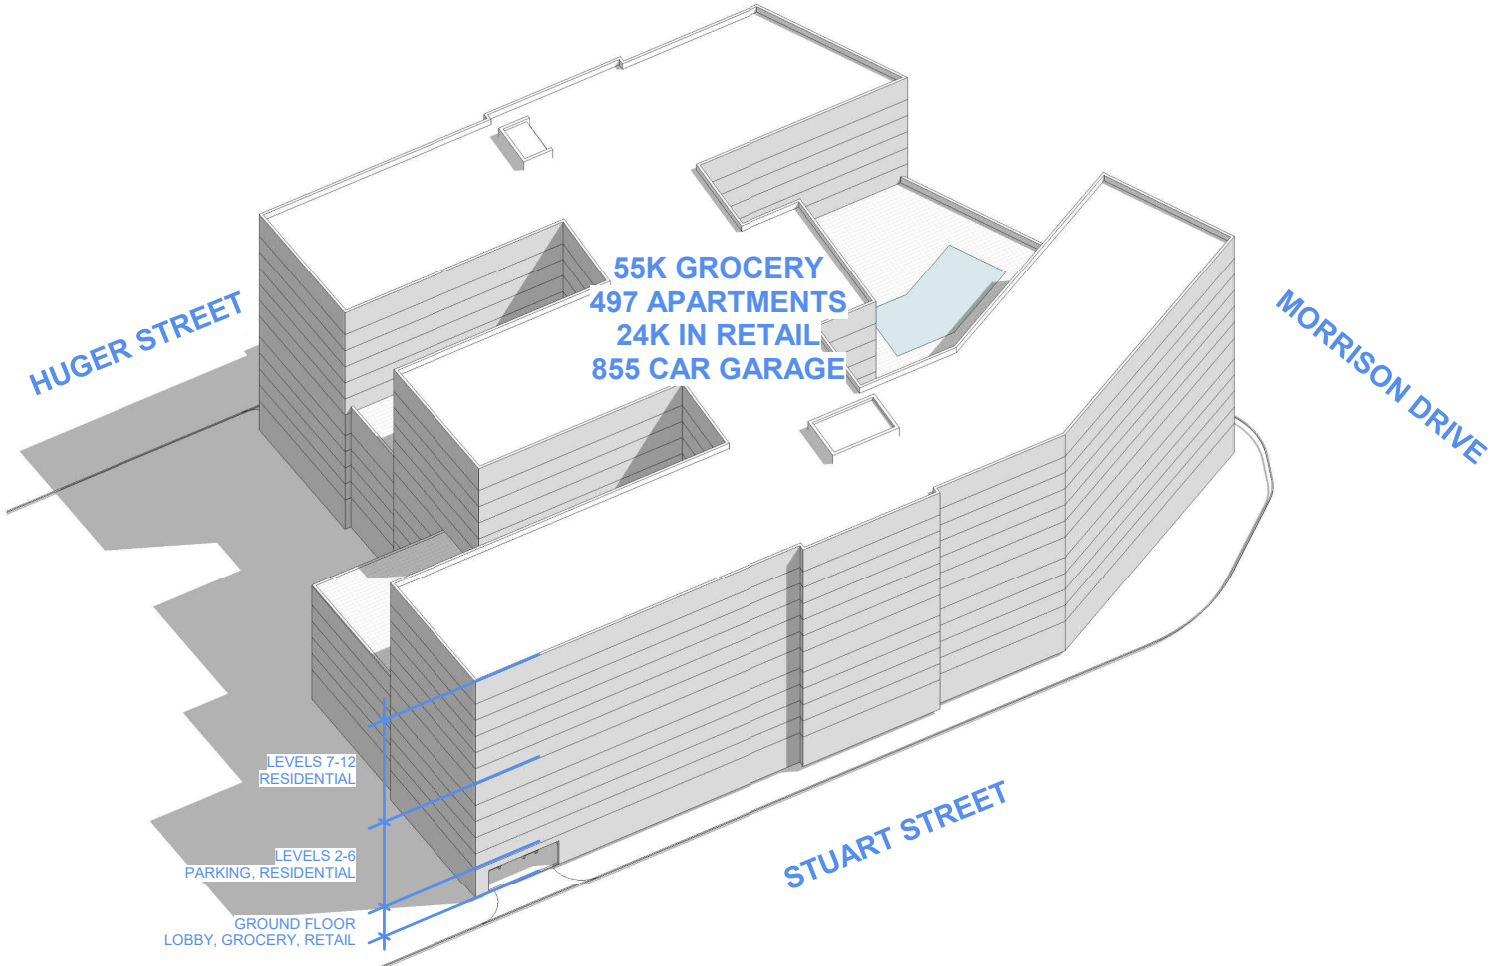 55K GROCERY
497 APARTMENTS
24K IN RETAIL
855 CAR GARAGE
HUGER STREET
MORRISON DRIVE
LEVELS 7-12
RESIDENTIAL
LEVELS 2-6
PARKING, RESIDENTIAL
GROUND FLOOR
LOBBY, GROCERY, RETAIL
STUART STREET